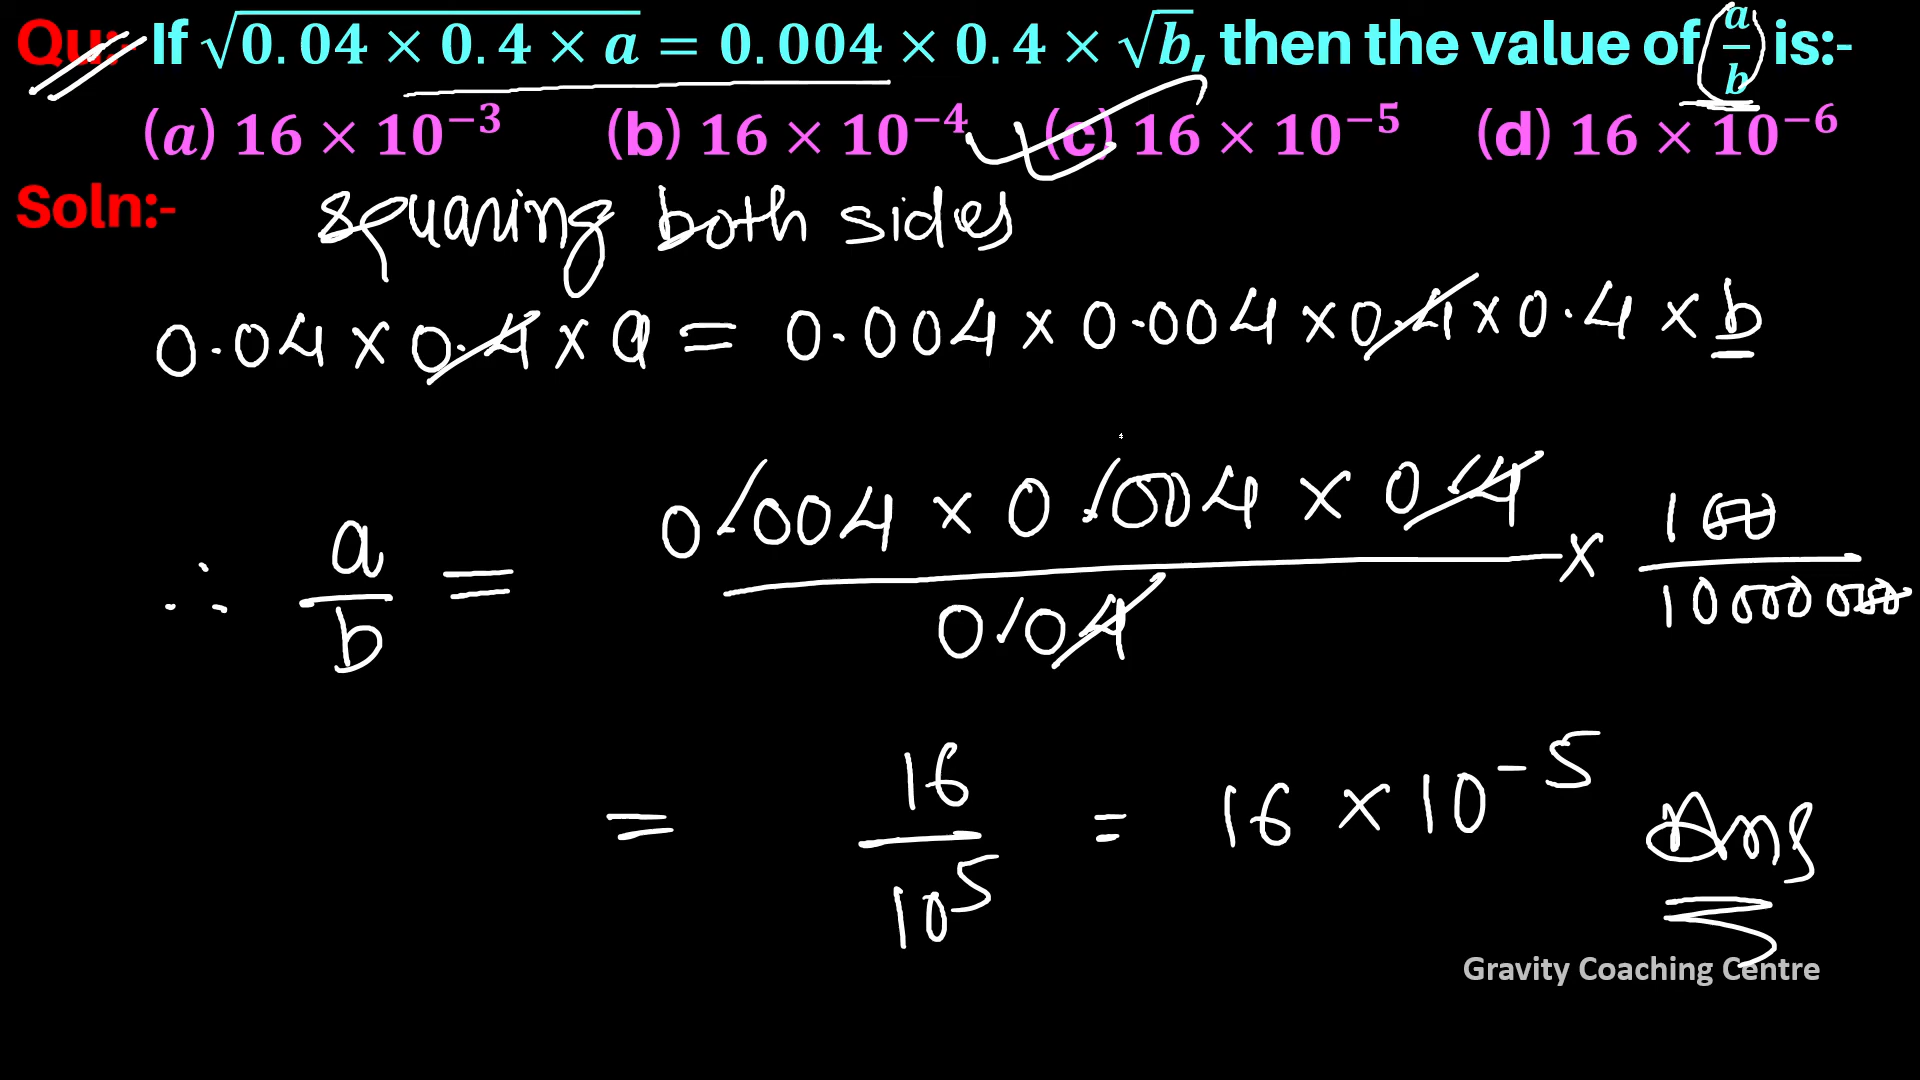 Qu:- If √0.04 × 0.4 × a = 0.004 × 0.4 × √b, then the value of a/b is:-
(a) 16 × 10⁻³ (b) 16 × 10⁻⁴ (c) 16 × 10⁻⁵ (d) 16 × 10⁻⁶
Soln:- squaring both sides
0.04 × 0.4 × a = 0.004 × 0.004 × 0.4 × 0.4 × b
∴ a/b = 0.004 × 0.004 × 0.4 / 0.04 × 100 / 10000000
= 16/10⁵ = 16 × 10⁻⁵ Ans
Gravity Coaching Centre